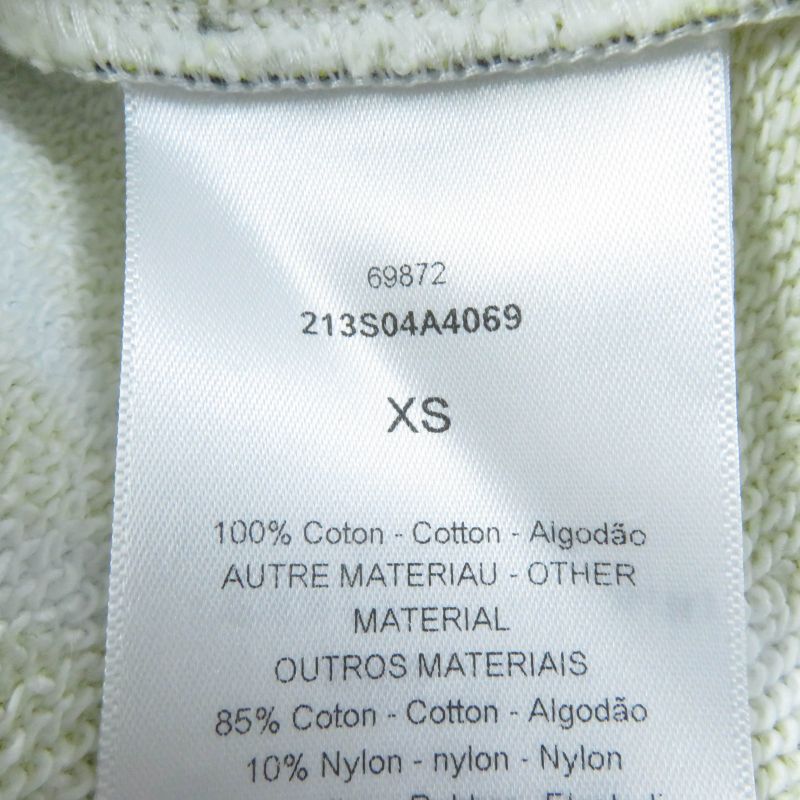 69872
213S04A4069
XS
100% Coton - Cotton - Algodão
AUTRE MATERIAU - OTHER
MATERIAL
OUTROS MATERIAIS
85% Coton - Cotton - Algodão
10% Nylon - nylon - Nylon